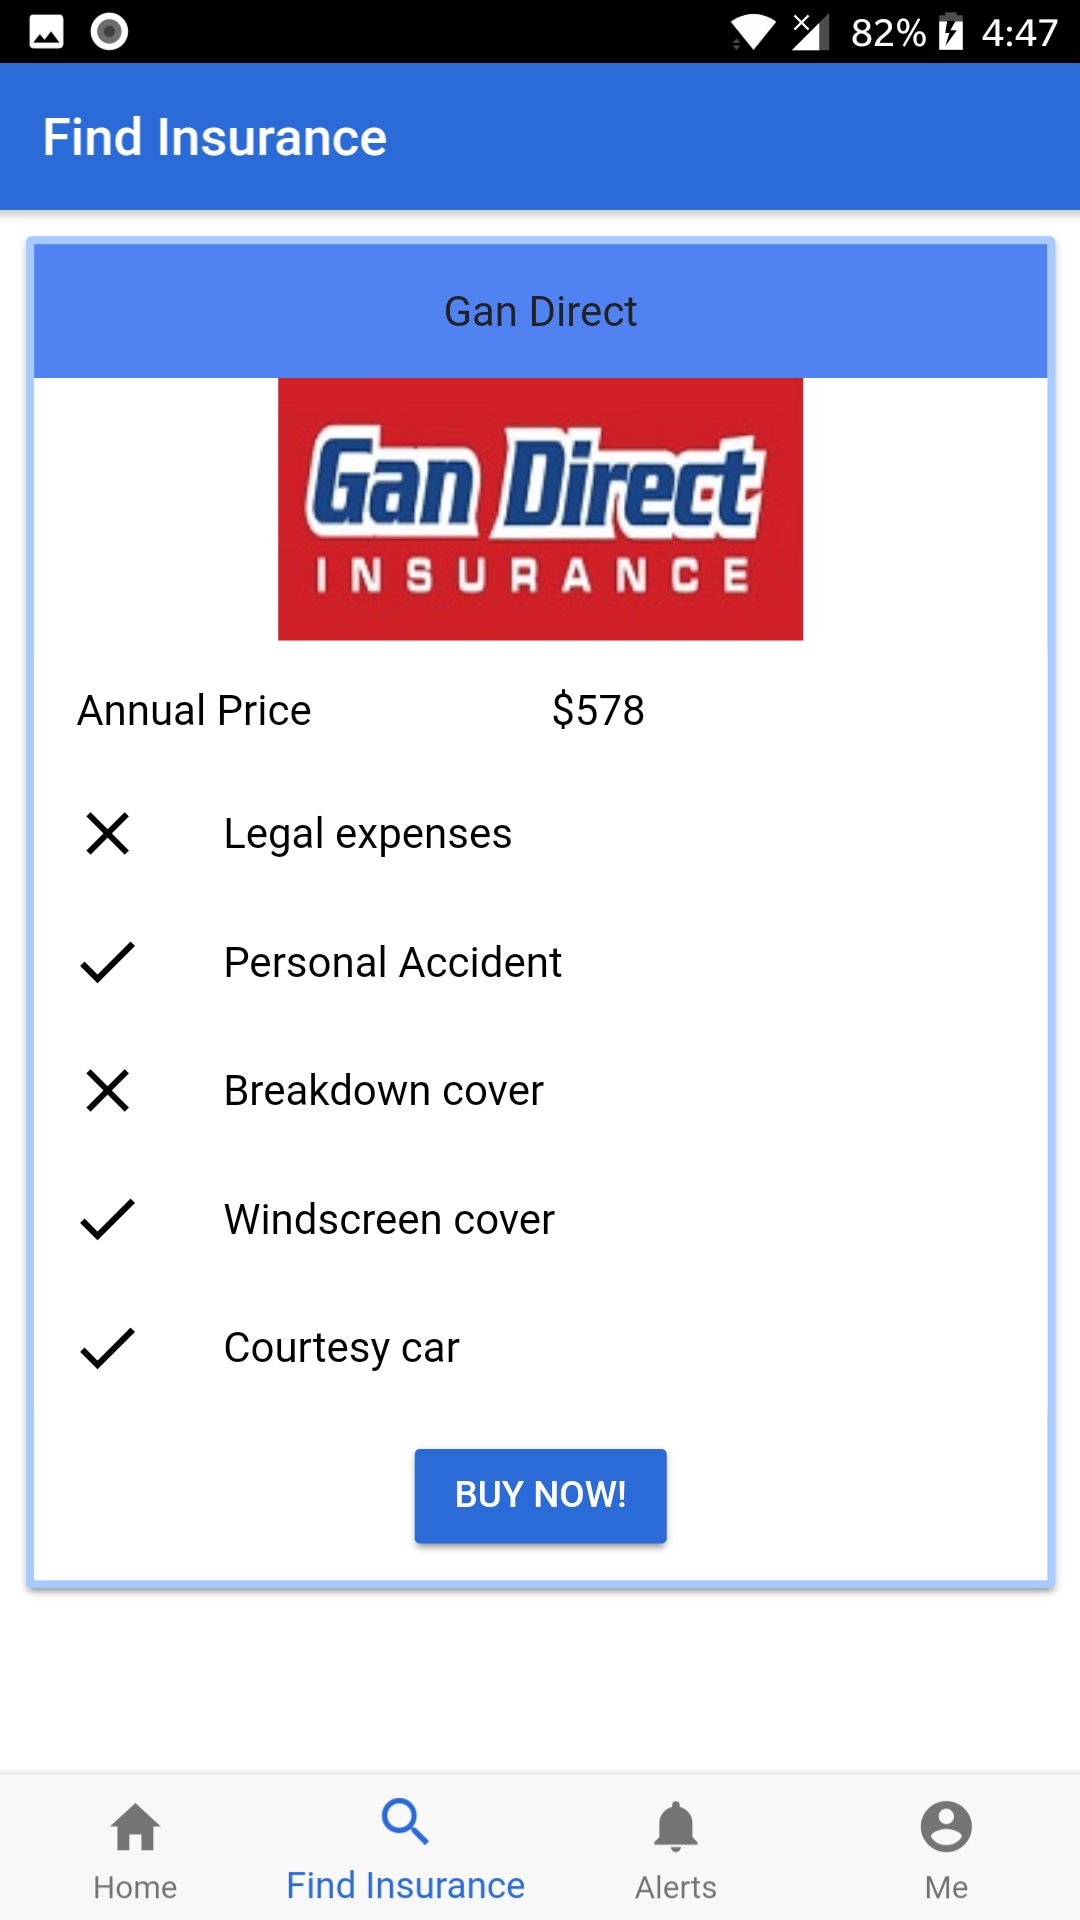 82% 4:47
Find Insurance
Gan Direct
Gan Direct
INSURANCE
Annual Price $578
Legal expenses
Personal Accident
Breakdown cover
Windscreen cover
Courtesy car
BUY NOW!
Home Find Insurance Alerts Me